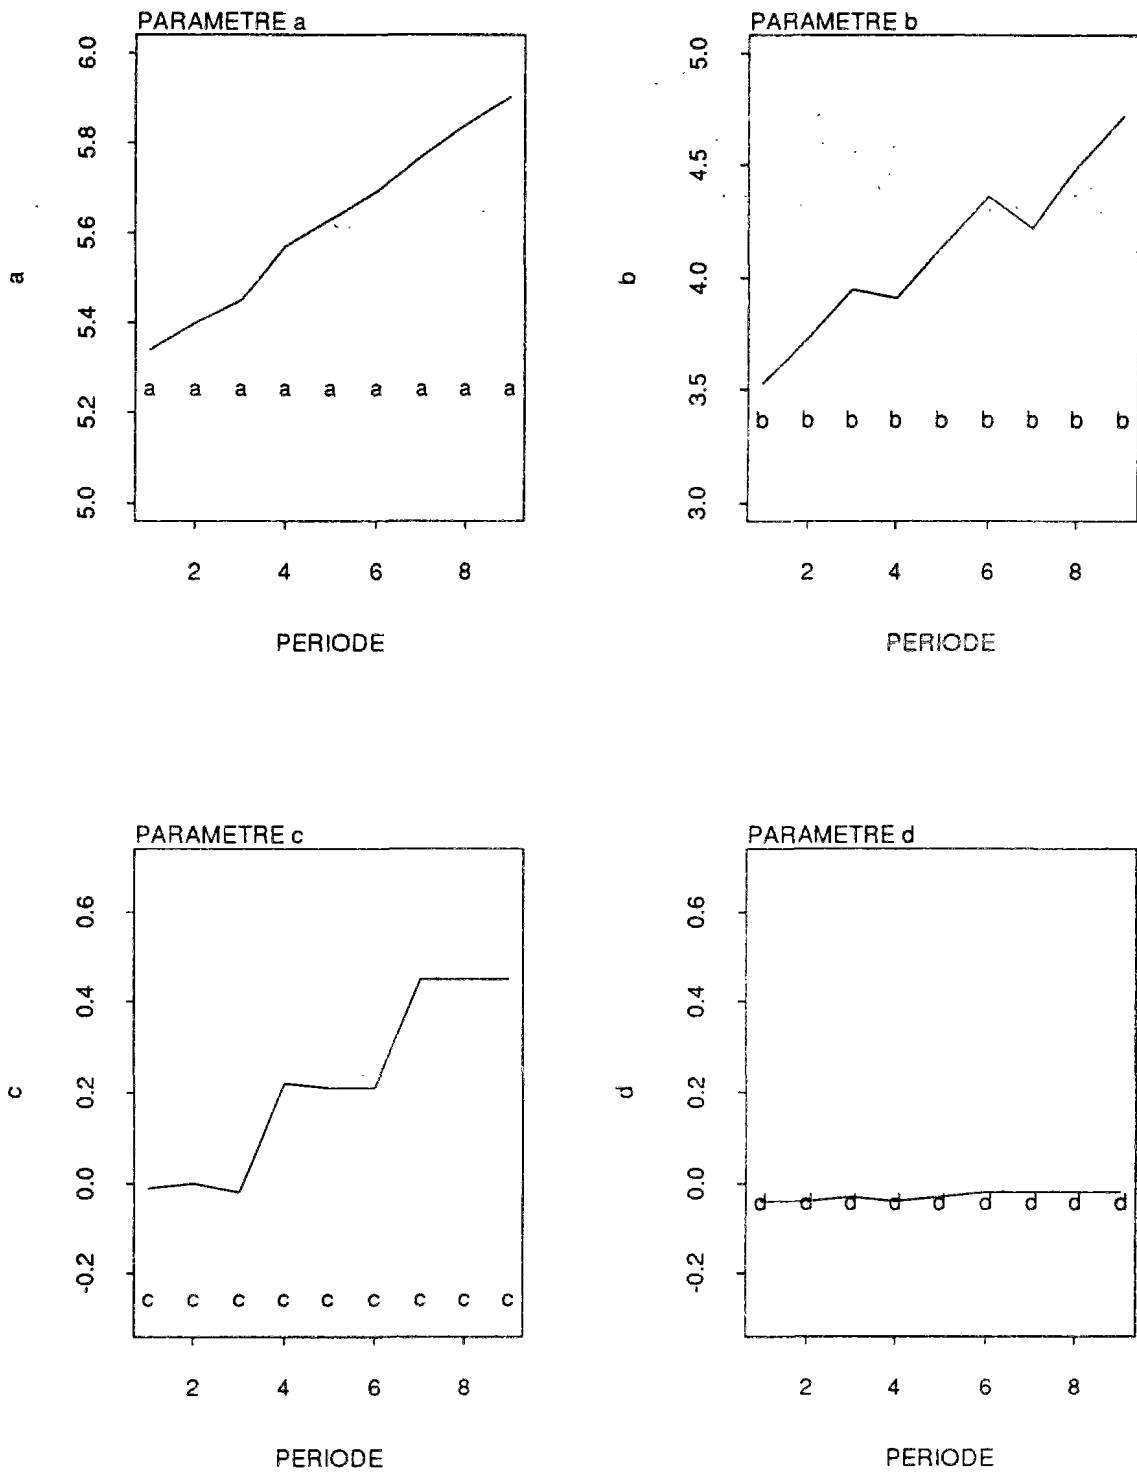 PARAMETRE a
6.0
5.8
5.6
5.4
5.2
5.0
a
a a a a a a a a a
2 4 6 8
PERIODE
PARAMETRE b
5.0
4.5
4.0
3.5
3.0
b
b b b b b b b b b
2 4 6 8
PERIODE
PARAMETRE c
0.6
0.4
0.2
0.0
-0.2
c
c c c c c c c c c
2 4 6 8
PERIODE
PARAMETRE d
0.6
0.4
0.2
0.0
-0.2
d
d d d d d d d d d
2 4 6 8
PERIODE